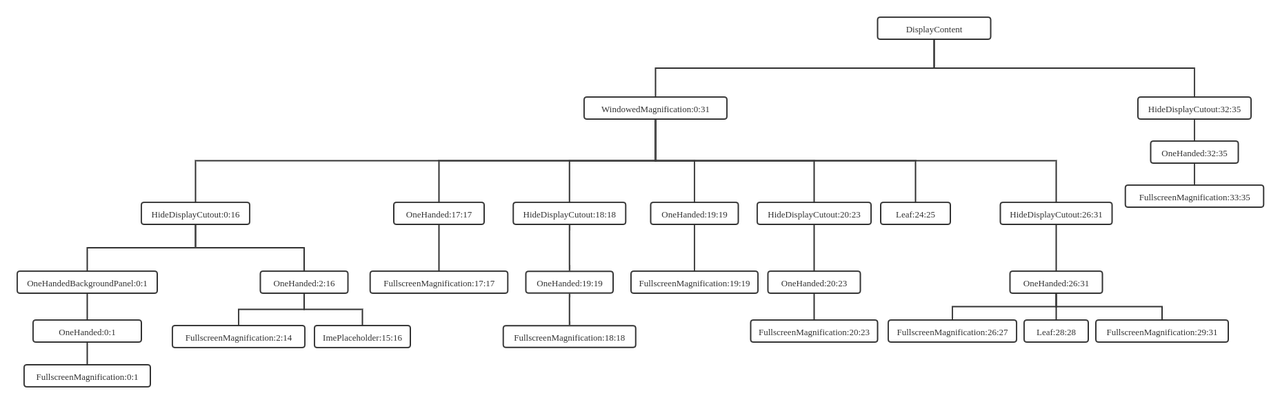 DisplayContent
WindowedMagnification:0:31
HideDisplayCutout:32:35
OneHanded:32:35
FullscreenMagnification:33:35
HideDisplayCutout:0:16
OneHanded:17:17
HideDisplayCutout:18:18
OneHanded:19:19
HideDisplayCutout:20:23
Leaf:24:25
HideDisplayCutout:26:31
OneHandedBackgroundPanel:0:1
OneHanded:2:16
FullscreenMagnification:17:17
OneHanded:19:19
FullscreenMagnification:19:19
OneHanded:20:23
OneHanded:26:31
OneHanded:0:1
FullscreenMagnification:2:14
ImePlaceholder:15:16
FullscreenMagnification:18:18
FullscreenMagnification:20:23
FullscreenMagnification:26:27
Leaf:28:28
FullscreenMagnification:29:31
FullscreenMagnification:0:1